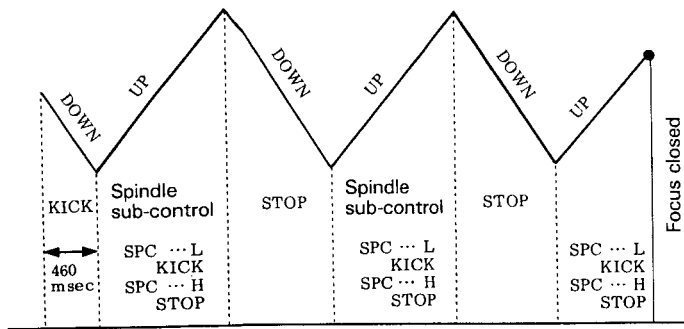 DOWN
UP
DOWN
UP
DOWN
UP
Focus closed
KICK
Spindle
sub-control
STOP
Spindle
sub-control
STOP
460
msec
SPC ··· L
KICK
SPC ··· H
STOP
SPC ··· L
KICK
SPC ··· H
STOP
SPC ··· L
KICK
SPC ··· H
STOP